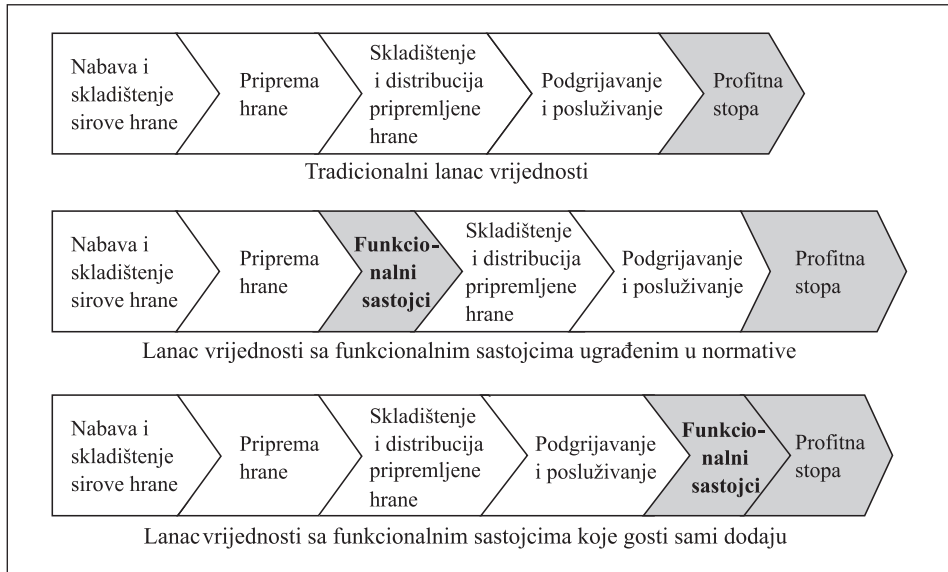 Nabava i
skladištenje
sirove hrane
Priprema
hrane
Skladištenje
i distribucija
pripremljene
hrane
Podgrijavanje
i posluživanje
Profitna
stopa
Tradicionalni lanac vrijednosti
Nabava i
skladištenje
sirove hrane
Priprema
hrane
Funkcio-
nalni
sastojci
Skladištenje
i distribucija
pripremljene
hrane
Podgrijavanje
i posluživanje
Profitna
stopa
Lanac vrijednosti sa funkcionalnim sastojcima ugrađenim u normative
Nabava i
skladištenje
sirove hrane
Priprema
hrane
Skladištenje
i distribucija
pripremljene
hrane
Podgrijavanje
i posluživanje
Funkcio-
nalni
sastojci
Profitna
stopa
Lanac vrijednosti sa funkcionalnim sastojcima koje gosti sami dodaju